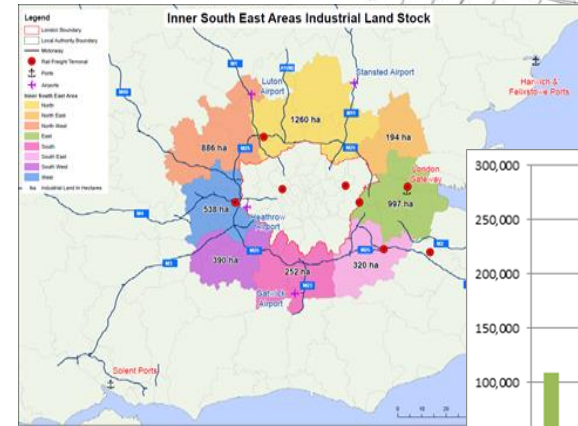 Inner South East Areas Industrial Land Stock
Legend
London Boundary
Local Authority Boundary
Motorway
Rail Freight Terminal
Ports
Airports
Inner South East Area
North
North East
North West
East
South
South East
South West
West
ha Industrial Land in Hectares
M1
Luton
Airport
Stansted Airport
Harwich &
Felixstowe Ports
1260 ha
886 ha
194 ha
M25
London
Gateway
997 ha
538 ha
Heathrow
Airport
M4
M3
390 ha
252 ha
320 ha
M2
Gatwick
Airport
M23
Solent Ports
0
10
20
300,000
250,000
200,000
150,000
100,000